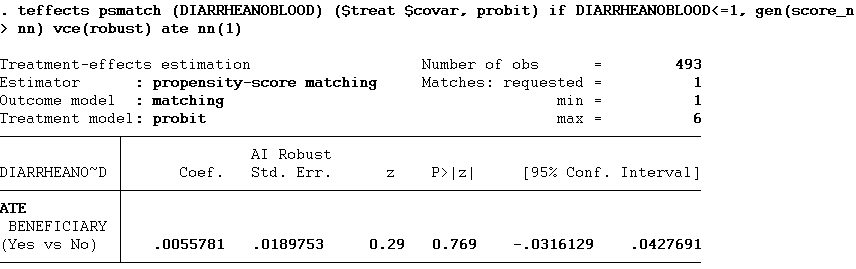 . teffects psmatch (DIARRHEANOBLOOD) ($treat $covar, probit) if DIARRHEANOBLOOD<=1, gen(score_n
> nn) vce(robust) ate nn(1)
Treatment-effects estimation Number of obs = 493
Estimator : propensity-score matching Matches: requested = 1
Outcome model : matching min = 1
Treatment model: probit max = 6
AI Robust
DIARRHEANO~D Coef. Std. Err. z P>|z| [95% Conf. Interval]
ATE
BENEFICIARY
(Yes vs No) .0055781 .0189753 0.29 0.769 -.0316129 .0427691